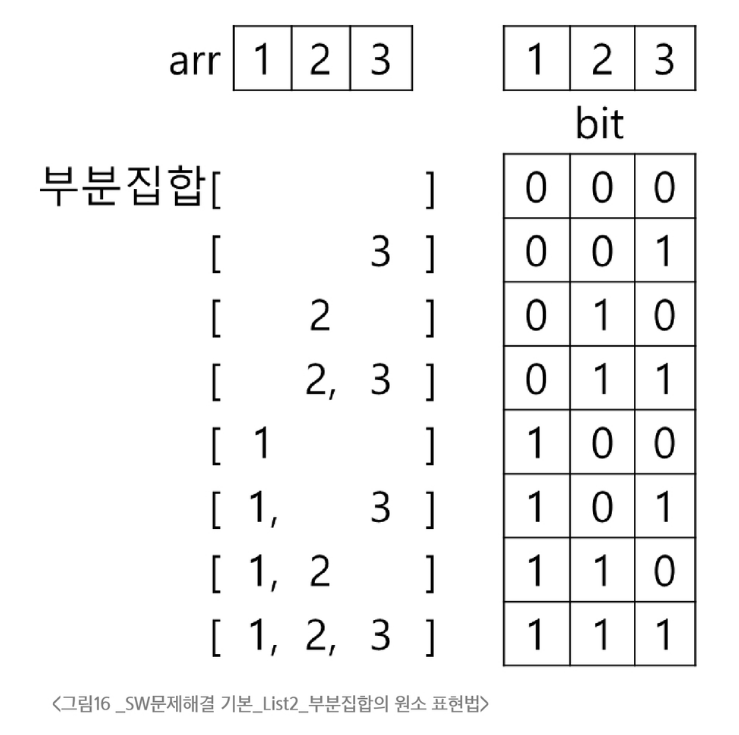 arr 1 2 3 1 2 3
bit
부분집합[ ] 0 0 0
[ 3 ] 0 0 1
[ 2 ] 0 1 0
[ 2, 3 ] 0 1 1
[ 1 ] 1 0 0
[ 1, 3 ] 1 0 1
[ 1, 2 ] 1 1 0
[ 1, 2, 3 ] 1 1 1
<그림16 _SW문제해결 기본_List2_부분집합의 원소 표현법>